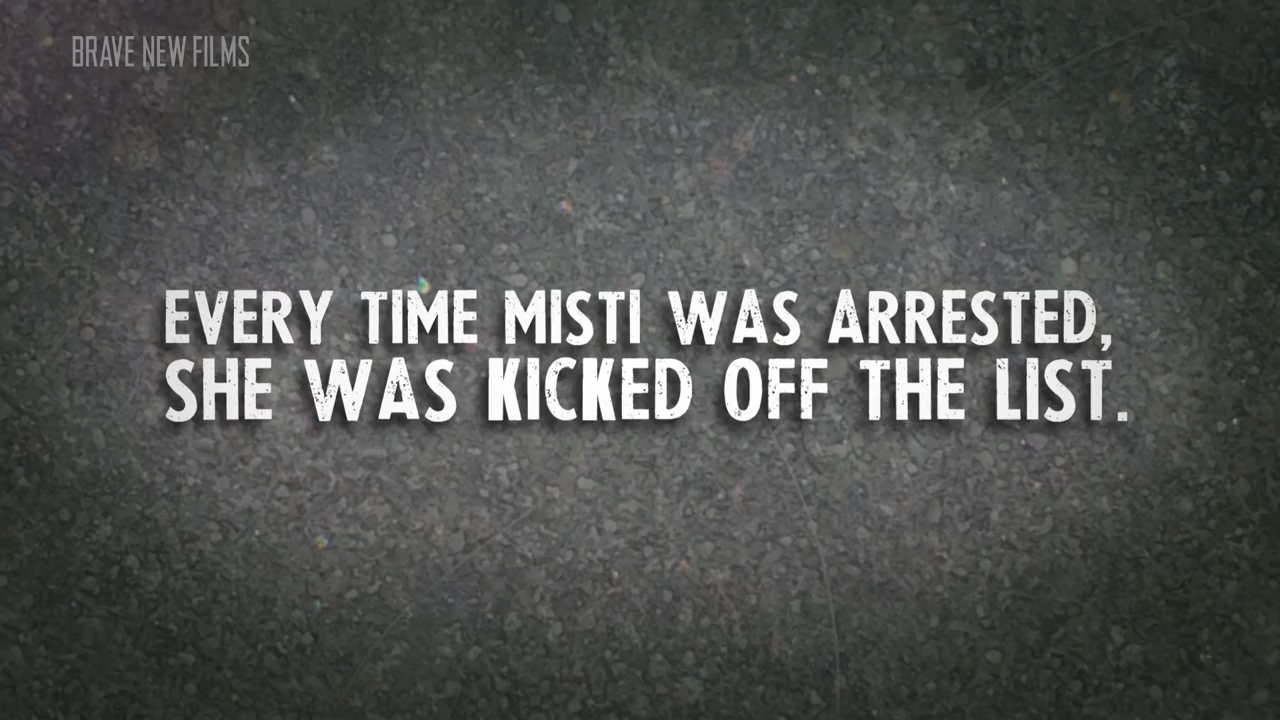 BRAVE NEW FILMS
EVERY TIME MISTI WAS ARRESTED,
SHE WAS KICKED OFF THE LIST.